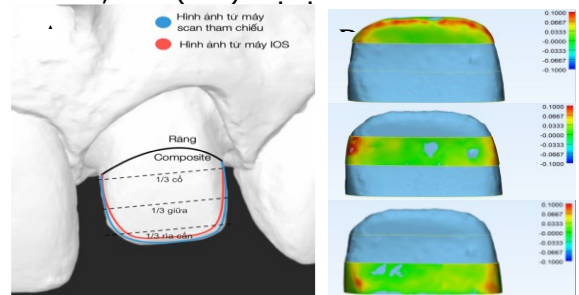 Hình ảnh từ máy
scan tham chiếu
Hình ảnh từ máy IOS
Răng
Composite
1/3 cổ
1/3 giữa
1/3 rìa cắn
0.1000
0.0667
0.0333
-0.0000
-0.0333
-0.0667
-0.1000
0.1000
0.0667
0.0333
-0.0000
-0.0333
-0.0667
-0.1000
0.1000
0.0667
0.0333
-0.0000
-0.0333
-0.0667
-0.1000